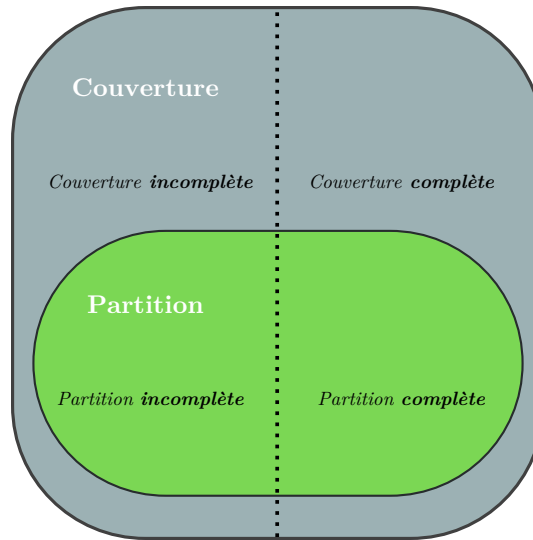 Couverture
Couverture incomplète
Couverture complète
Partition
Partition incomplète
Partition complète